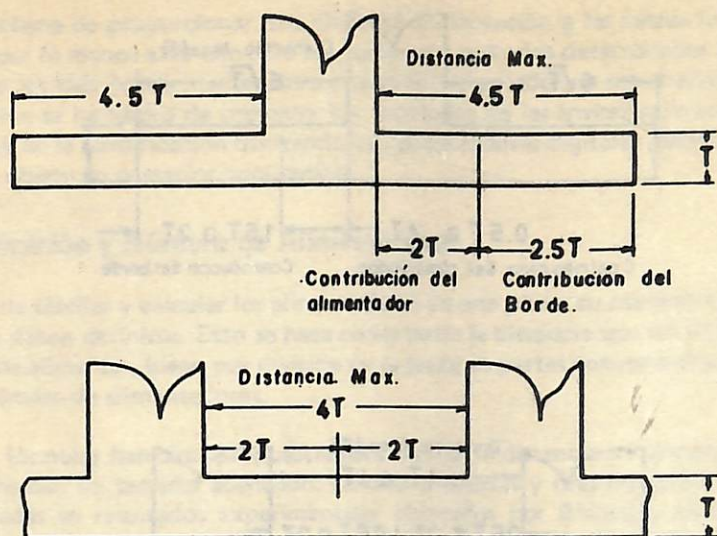 Distancia Max.
4.5 T
4.5T
T
2T
2.5T
Contribución del
alimentador
Contribución del
Borde.
Distancia Max.
4T
2T
2T
T